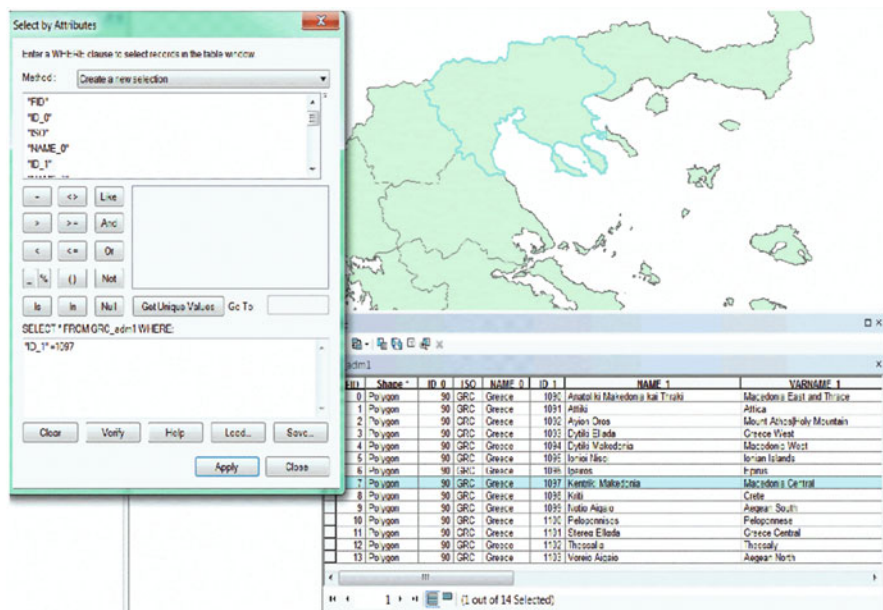 Select by Attributes
Enter a WHERE clause to select records in the table window.
Method: Create a new selection
"FID"
"ID_0"
"ISO"
"NAME_0"
"ID_1"
= <> Like
> >= And
< <= Or
_ % () Not
Is In Null Get Unique Values Go To:
SELECT * FROM GRC_adm1 WHERE:
"ID_1" =1097
Clear Verify Help Load... Save...
Apply Close
adm1
FID Shape * ID_0 ISO NAME_0 ID_1 NAME_1 VARNAME_1
0 Polygon 90 GRC Greece 1090 Anatoliki Makedonia kai Thraki Macedonia East and Thrace
1 Polygon 90 GRC Greece 1091 Attiki Attica
2 Polygon 90 GRC Greece 1092 Ayion Oros Mount Athos|Holy Mountain
3 Polygon 90 GRC Greece 1093 Dytiki Ellada Greece West
4 Polygon 90 GRC Greece 1094 Dytiki Makedonia Macedonia West
5 Polygon 90 GRC Greece 1095 Ionioi Nisoi Ionian Islands
6 Polygon 90 GRC Greece 1096 Ipeiros Epirus
7 Polygon 90 GRC Greece 1097 Kentriki Makedonia Macedonia Central
8 Polygon 90 GRC Greece 1098 Kriti Crete
9 Polygon 90 GRC Greece 1099 Notio Aigaio Aegean South
10 Polygon 90 GRC Greece 1100 Peloponnisos Peloponnese
11 Polygon 90 GRC Greece 1101 Sterea Ellada Greece Central
12 Polygon 90 GRC Greece 1102 Thessalia Thessaly
13 Polygon 90 GRC Greece 1103 Voreio Aigaio Aegean North
1 (1 out of 14 Selected)